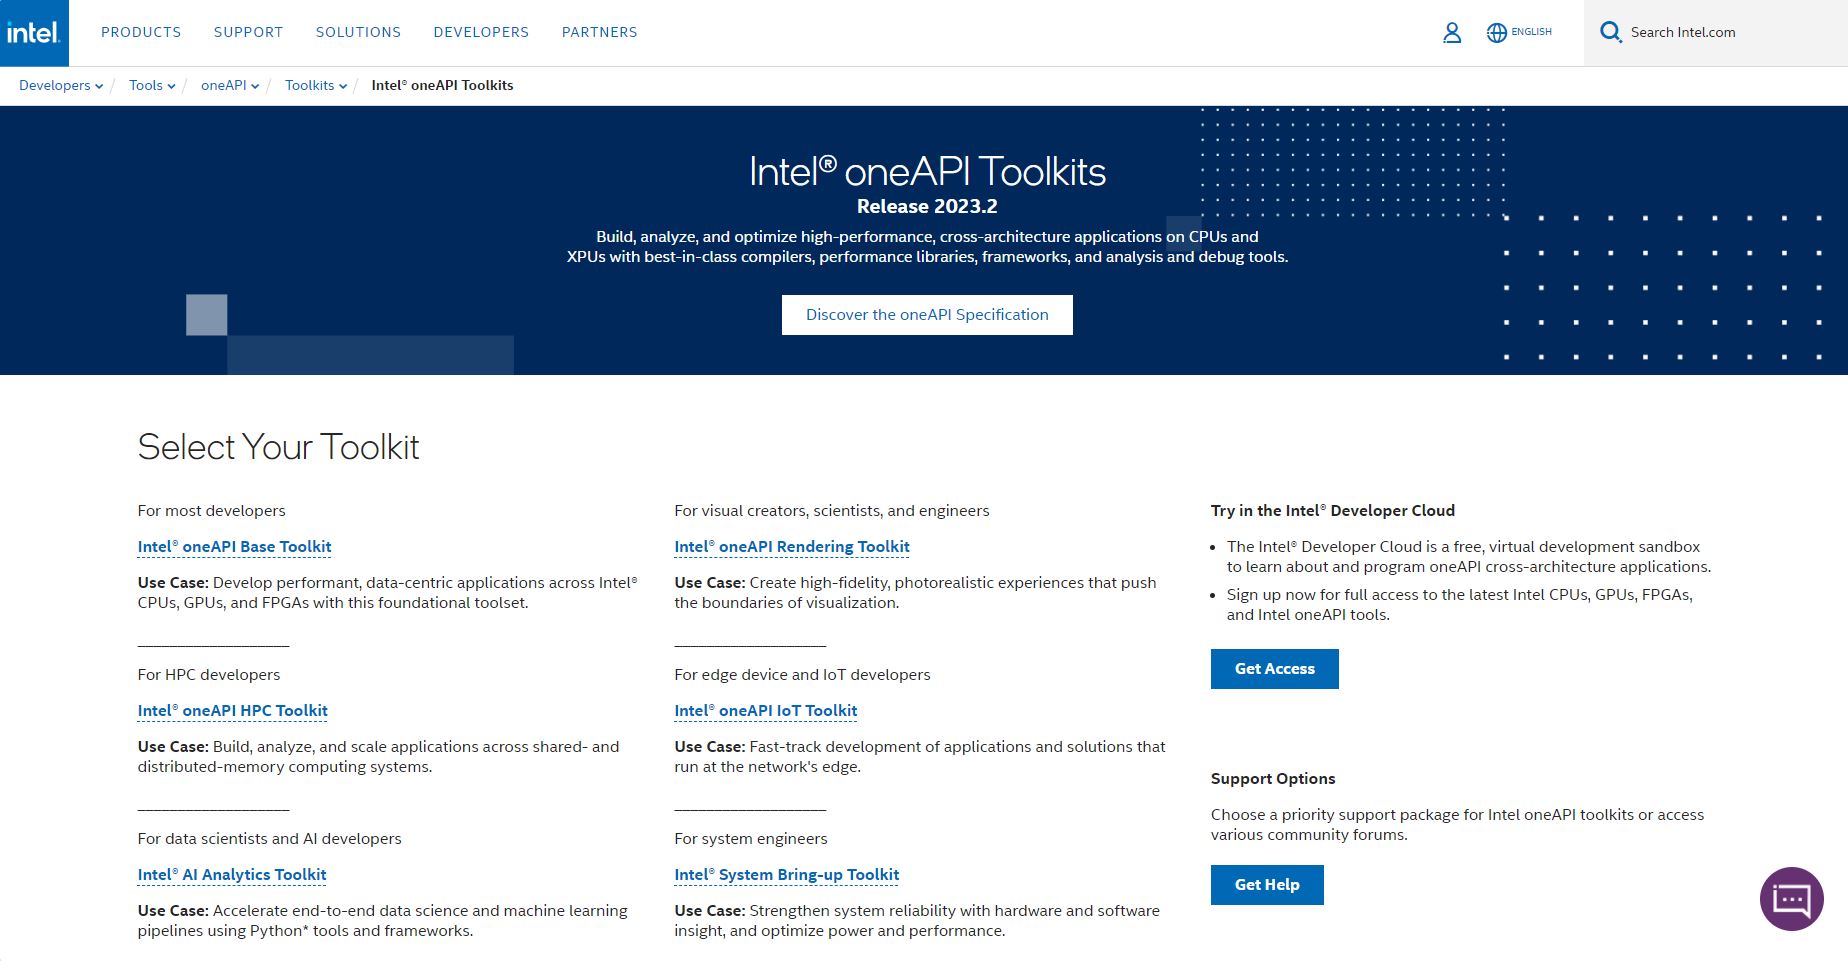 intel.
PRODUCTS
SUPPORT
SOLUTIONS
DEVELOPERS
PARTNERS
ENGLISH
Search Intel.com
Developers / Tools / oneAPI / Toolkits / Intel® oneAPI Toolkits
Intel® oneAPI Toolkits
Release 2023.2
Build, analyze, and optimize high-performance, cross-architecture applications on CPUs and
XPUs with best-in-class compilers, performance libraries, frameworks, and analysis and debug tools.
Discover the oneAPI Specification
Select Your Toolkit
For most developers
Intel® oneAPI Base Toolkit
Use Case: Develop performant, data-centric applications across Intel®
CPUs, GPUs, and FPGAs with this foundational toolset.
For HPC developers
Intel® oneAPI HPC Toolkit
Use Case: Build, analyze, and scale applications across shared- and
distributed-memory computing systems.
For data scientists and AI developers
Intel® AI Analytics Toolkit
Use Case: Accelerate end-to-end data science and machine learning
pipelines using Python* tools and frameworks.
For visual creators, scientists, and engineers
Intel® oneAPI Rendering Toolkit
Use Case: Create high-fidelity, photorealistic experiences that push
the boundaries of visualization.
For edge device and IoT developers
Intel® oneAPI IoT Toolkit
Use Case: Fast-track development of applications and solutions that
run at the network's edge.
For system engineers
Intel® System Bring-up Toolkit
Use Case: Strengthen system reliability with hardware and software
insight, and optimize power and performance.
Try in the Intel® Developer Cloud
• The Intel® Developer Cloud is a free, virtual development sandbox
to learn about and program oneAPI cross-architecture applications.
• Sign up now for full access to the latest Intel CPUs, GPUs, FPGAs,
and Intel oneAPI tools.
Get Access
Support Options
Choose a priority support package for Intel oneAPI toolkits or access
various community forums.
Get Help